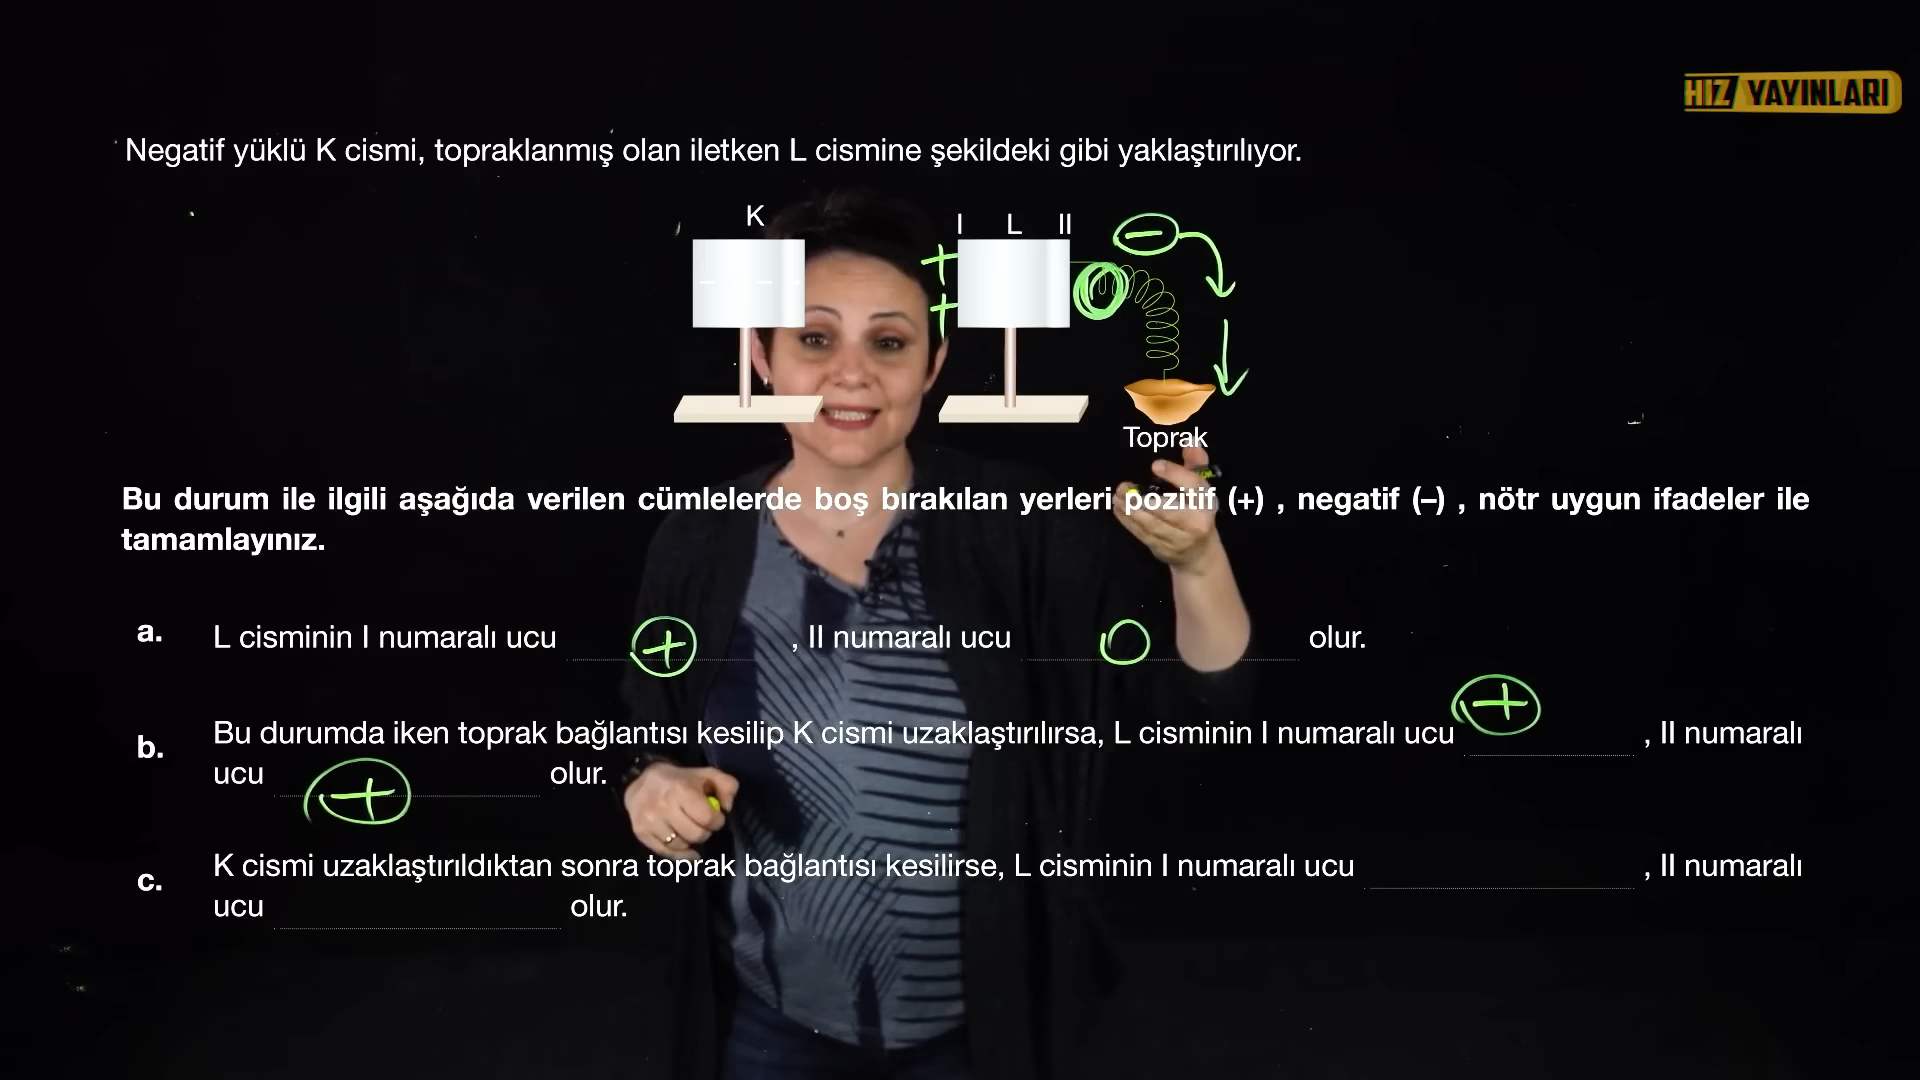 HIZ YAYINLARI
Negatif yüklü K cismi, topraklanmış olan iletken L cismine şekildeki gibi yaklaştırılıyor.
K
I L II
−
+
+
Toprak
Bu durum ile ilgili aşağıda verilen cümlelerde boş bırakılan yerleri pozitif (+) , negatif (–) , nötr uygun ifadeler ile
tamamlayınız.
a. L cisminin I numaralı ucu + , II numaralı ucu 0 olur.
b. Bu durumda iken toprak bağlantısı kesilip K cismi uzaklaştırılırsa, L cisminin I numaralı ucu + , II numaralı
ucu + olur.
c. K cismi uzaklaştırıldıktan sonra toprak bağlantısı kesilirse, L cisminin I numaralı ucu , II numaralı
ucu olur.